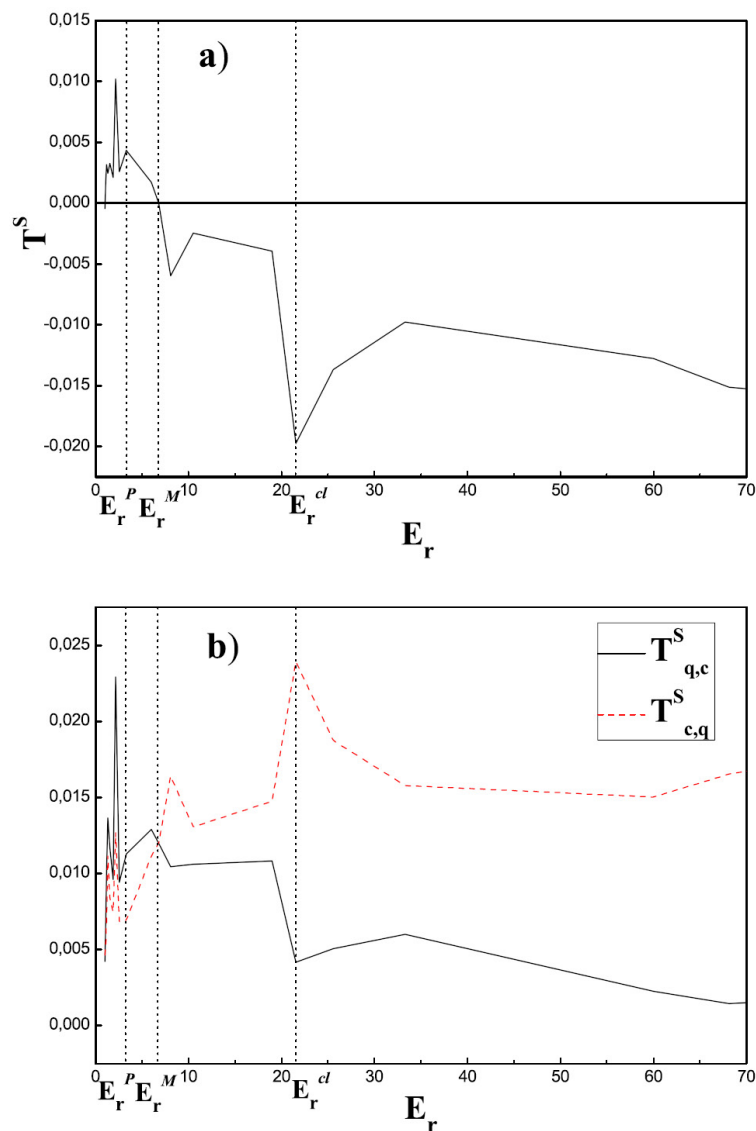 a)
0,015
0,010
0,005
0,000
-0,005
-0,010
-0,015
-0,020
T^S
0 10 20 30 40 50 60 70
E_r^P E_r^M E_r^cl
E_r
b)
T^S_q,c
T^S_c,q
0,025
0,020
0,015
0,010
0,005
0,000
0 10 20 30 40 50 60 70
E_r^P E_r^M E_r^cl
E_r